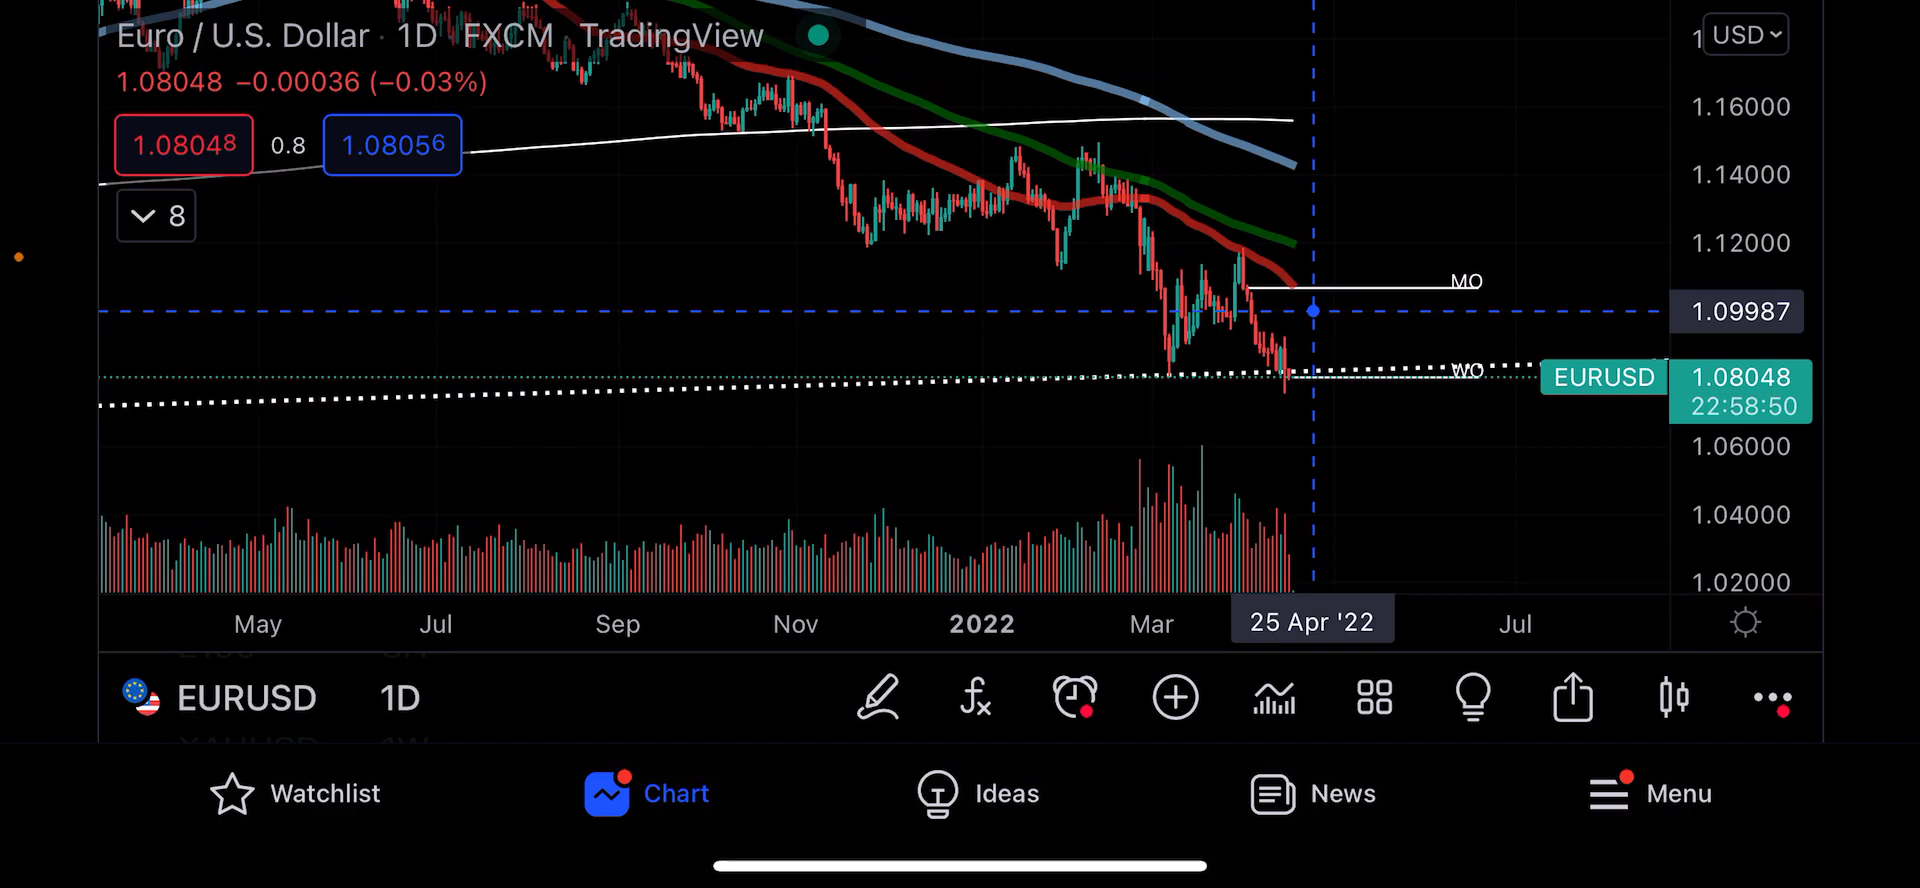 Euro / U.S. Dollar · 1D FXCM TradingView
1.08048 −0.00036 (−0.03%)
1.08048 0.8 1.08056
8
USD
1.16000
1.14000
1.12000
MO
1.09987
WO
EURUSD 1.08048
22:58:50
1.06000
1.04000
1.02000
May Jul Sep Nov 2022 Mar 25 Apr '22 Jul
EURUSD 1D
Watchlist Chart Ideas News Menu